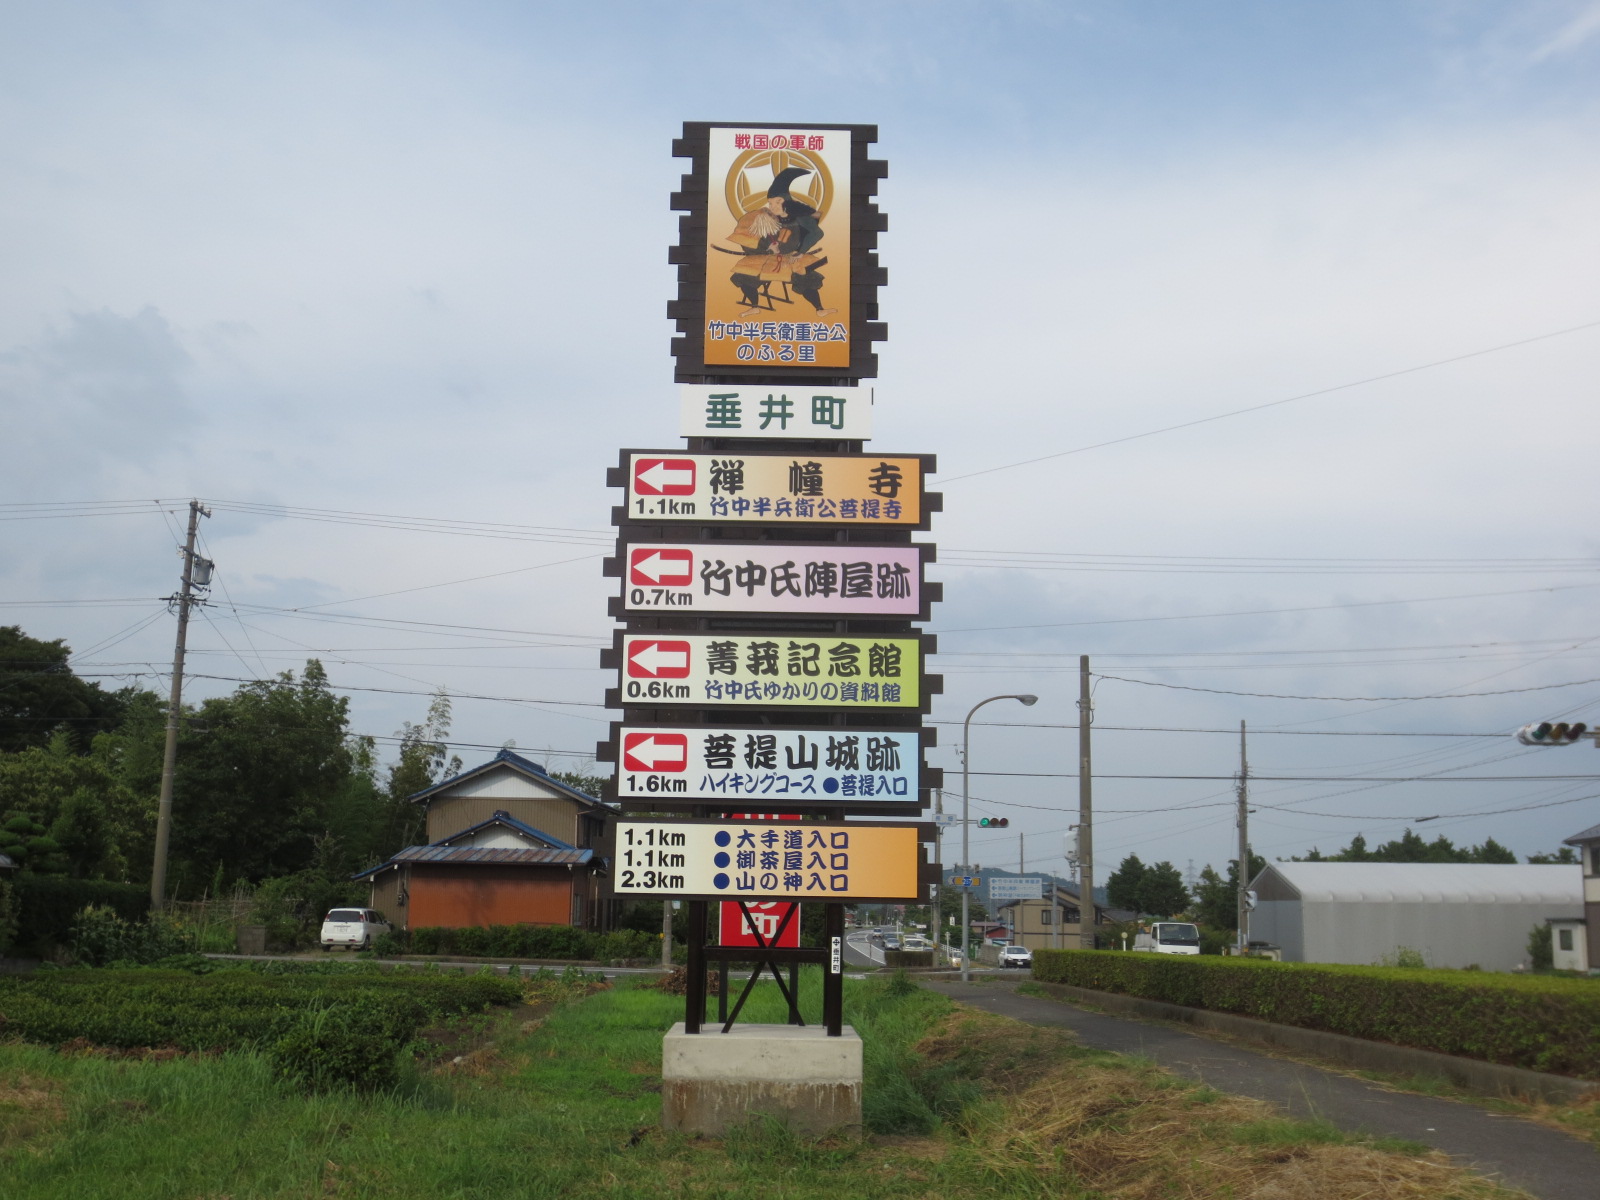 戦国の軍師
竹中半兵衛重治公
のふる里
垂井町
禅幢寺
1.1km 竹中半兵衛公菩提寺
竹中氏陣屋跡
0.7km
菁莪記念館
0.6km 竹中氏ゆかりの資料館
菩提山城跡
1.6km ハイキングコース ●菩提入口
1.1km ●大手道入口
1.1km ●御茶屋入口
2.3km ●山の神入口
町
垂井町